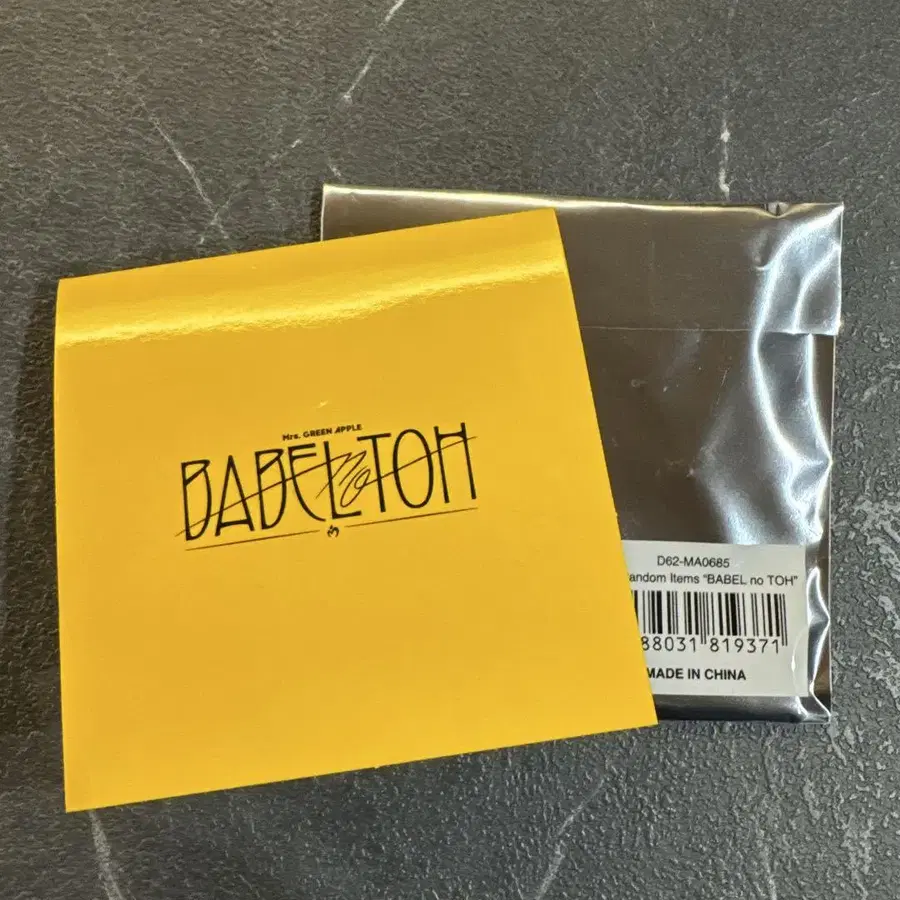 Mrs. GREEN APPLE
BABEL no TOH
D62-MA0685
andom Items "BABEL no TOH"
88031 819371
MADE IN CHINA